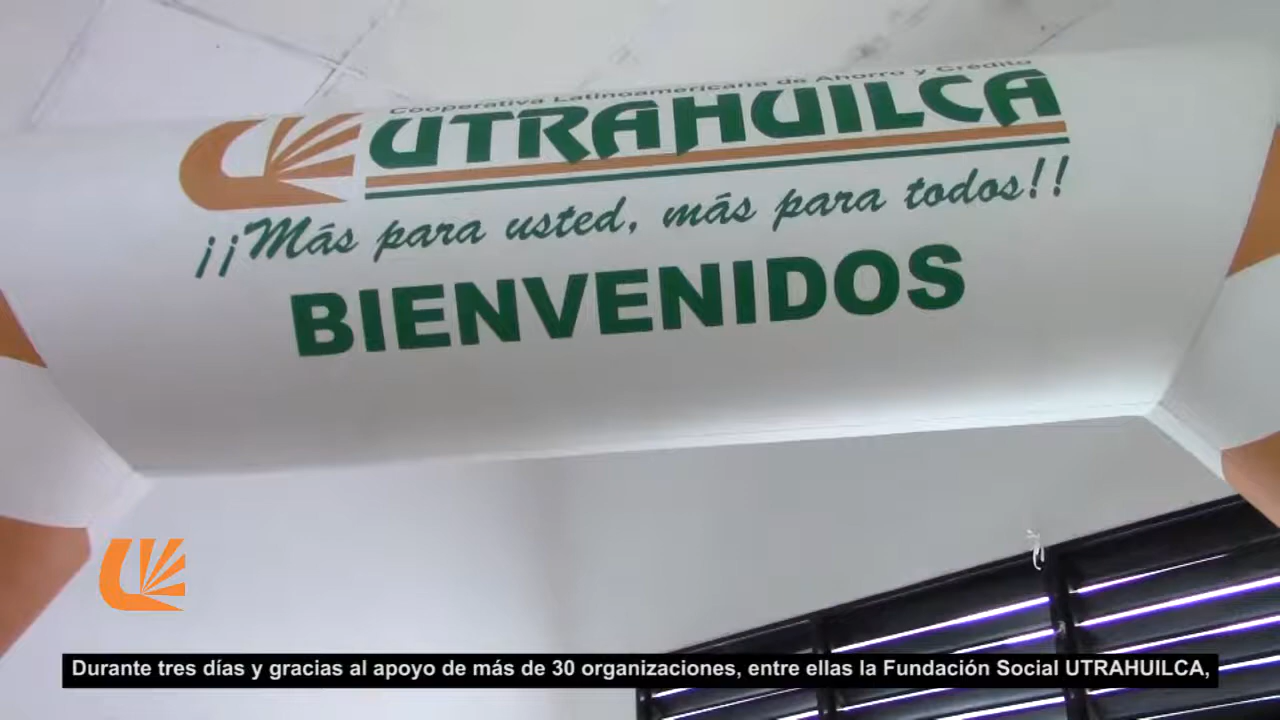 Cooperativa Latinoamericana de Ahorro y Crédito
UTRAHUILCA
¡¡Más para usted, más para todos!!
BIENVENIDOS
Durante tres días y gracias al apoyo de más de 30 organizaciones, entre ellas la Fundación Social UTRAHUILCA,